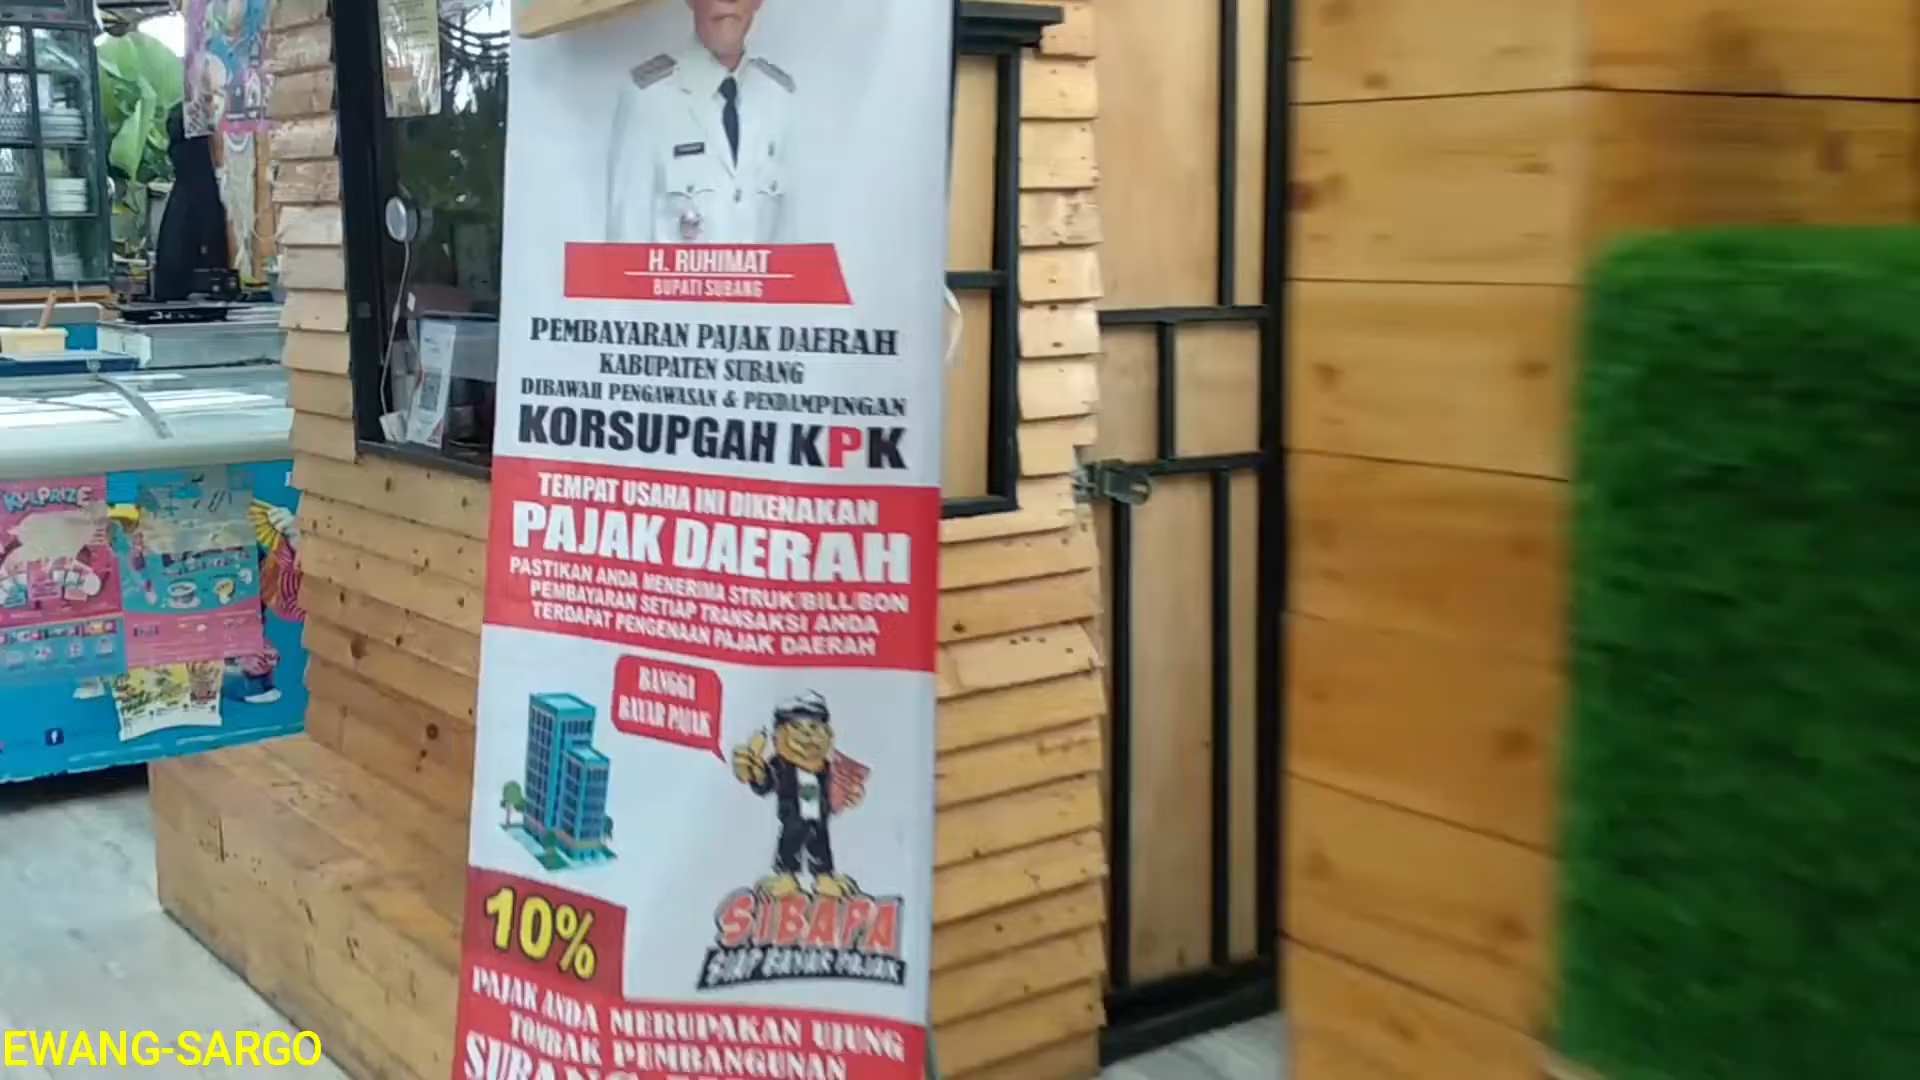 H. RUHIMAT
BUPATI SUBANG
PEMBAYARAN PAJAK DAERAH
KABUPATEN SUBANG
DIBAWAH PENGAWASAN & PENDAMPINGAN
KORSUPGAH KPK
TEMPAT USAHA INI DIKENAKAN
PAJAK DAERAH
PASTIKAN ANDA MENERIMA STRUK/BILL/BON
PEMBAYARAN SETIAP TRANSAKSI ANDA
TERDAPAT PENGENAAN PAJAK DAERAH
BANGGA
BAYAR PAJAK
SIBAPA
SIAP BAYAR PAJAK
10%
PAJAK ANDA MERUPAKAN UJUNG
TOMBAK PEMBANGUNAN
SUBANG
KULPRIZE
EWANG-SARGO